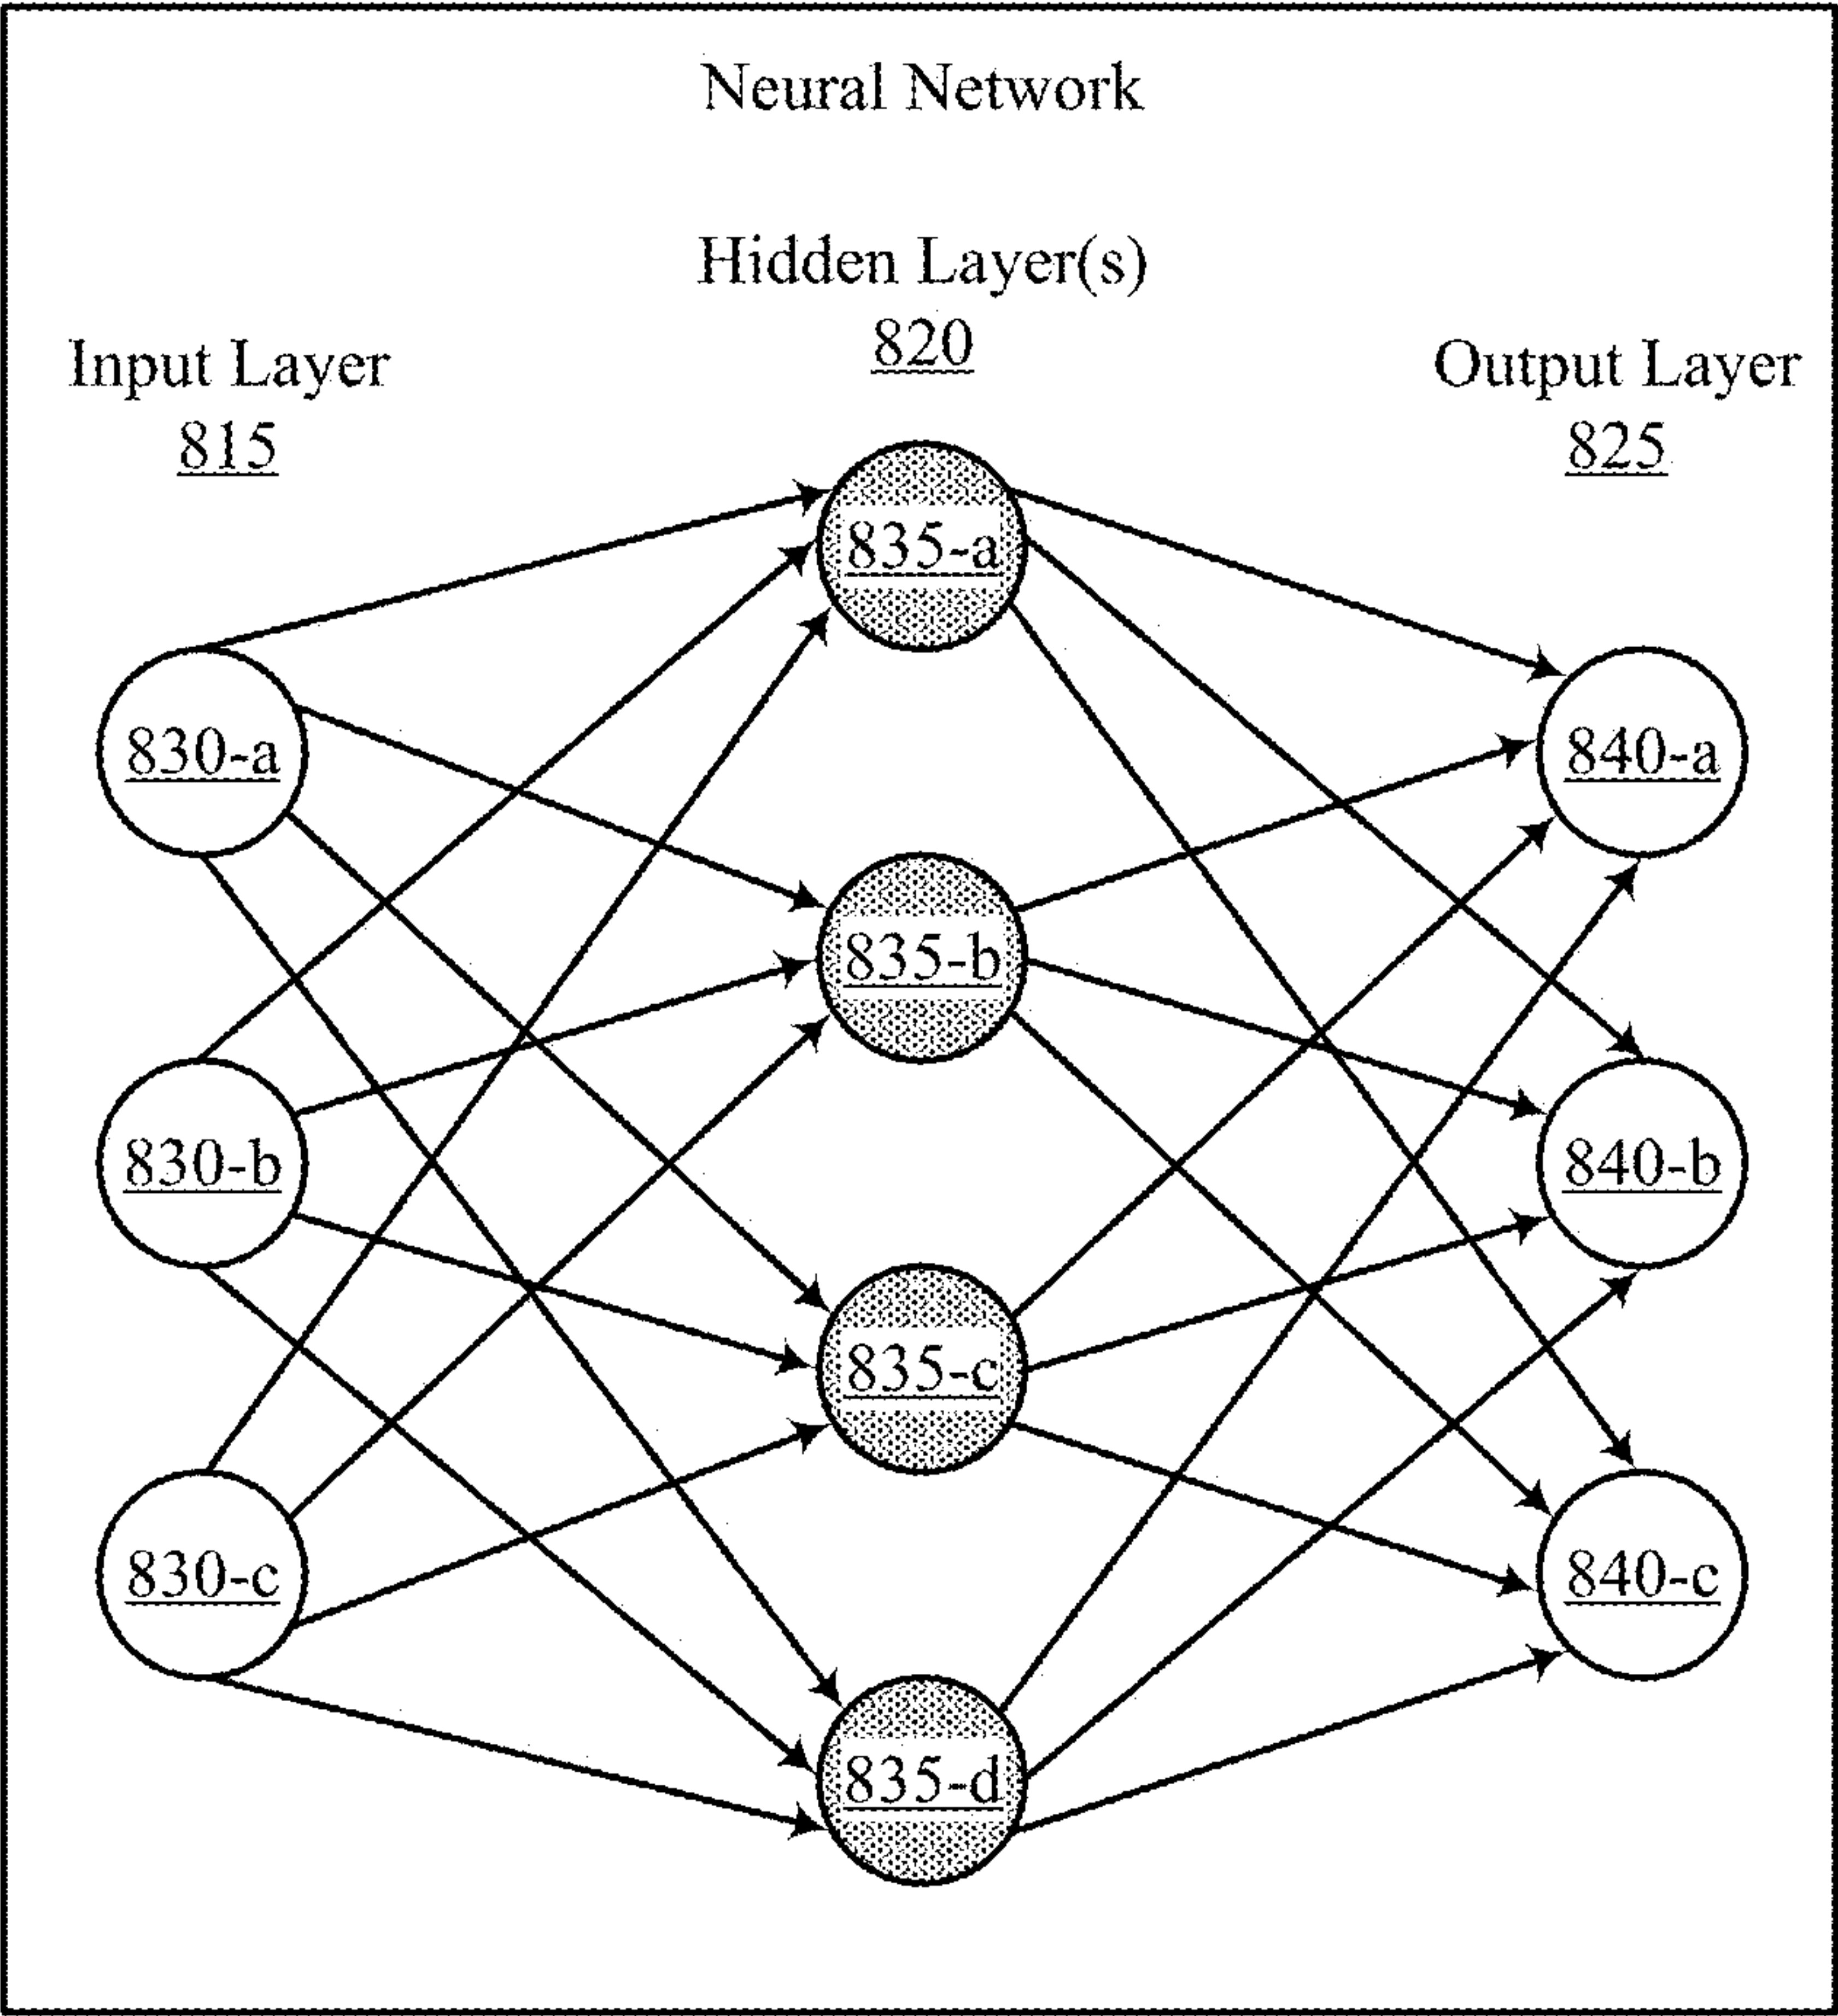 Neural Network
Hidden Layer(s)
820
Input Layer
815
Output Layer
825
835-a
830-a
840-a
835-b
830-b
840-b
835-c
830-c
840-c
835-d